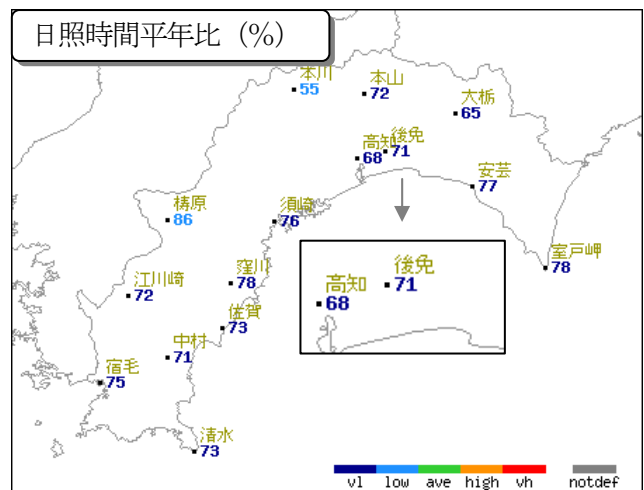 日照時間平年比 (%)
本川
55
本山
72
大栃
65
高知
68
後免
71
安芸
77
梼原
86
須崎
76
室戸岬
78
江川崎
72
窪川
78
佐賀
73
中村
71
宿毛
75
清水
73
高知
68
後免
71
vl low ave high vh notdef